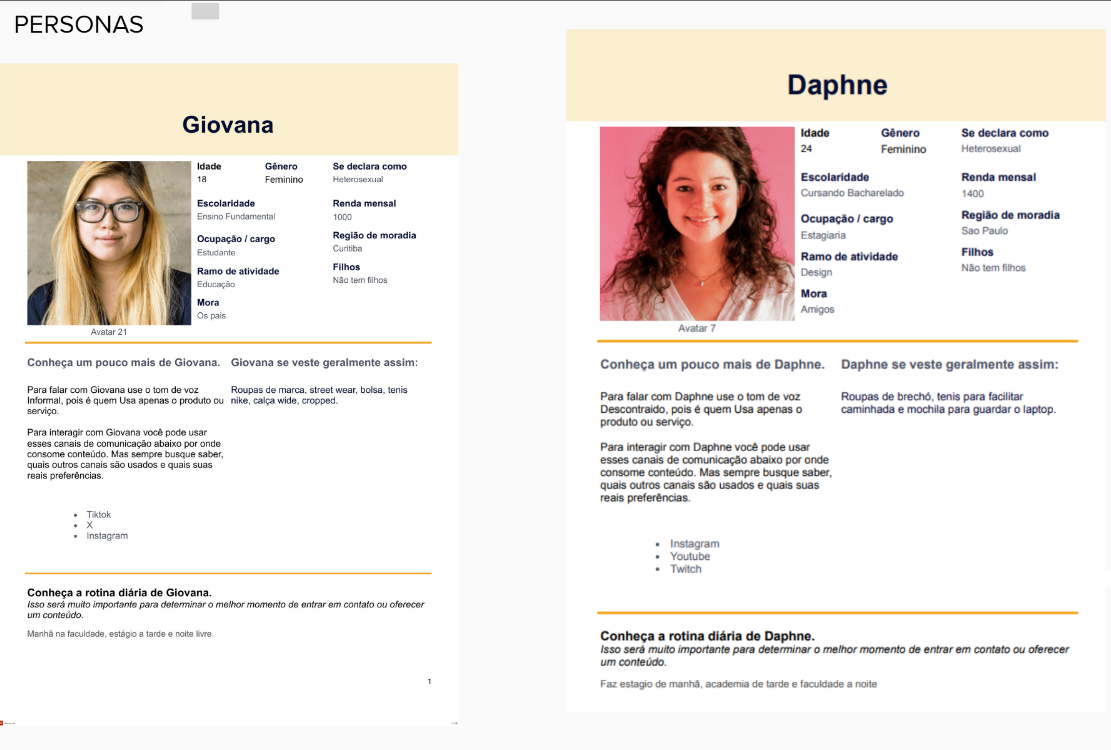 PERSONAS
Giovana
Idade
18
Gênero
Feminino
Se declara como
Heterosexual
Escolaridade
Ensino Fundamental
Renda mensal
1000
Ocupação / cargo
Estudante
Região de moradia
Curitiba
Ramo de atividade
Educação
Filhos
Não tem filhos
Mora
Os pais
Avatar 21
Conheça um pouco mais de Giovana.
Para falar com Giovana use o tom de voz
Informal, pois é quem Usa apenas o produto ou
serviço.
Para interagir com Giovana você pode usar
esses canais de comunicação abaixo por onde
consome conteúdo. Mas sempre busque saber,
quais outros canais são usados e quais suas
reais preferências.
• Tiktok
• X
• Instagram
Giovana se veste geralmente assim:
Roupas de marca, street wear, bolsa, tenis
nike, calça wide, cropped.
Conheça a rotina diária de Giovana.
Isso será muito importante para determinar o melhor momento de entrar em contato ou oferecer
um conteúdo.
Manhã na faculdade, estágio a tarde e noite livre.
1
Daphne
Idade
24
Gênero
Feminino
Se declara como
Heterosexual
Escolaridade
Cursando Bacharelado
Renda mensal
1400
Ocupação / cargo
Estagiaria
Região de moradia
Sao Paulo
Ramo de atividade
Design
Filhos
Não tem filhos
Mora
Amigos
Avatar 7
Conheça um pouco mais de Daphne.
Para falar com Daphne use o tom de voz
Descontraido, pois é quem Usa apenas o
produto ou serviço.
Para interagir com Daphne você pode usar
esses canais de comunicação abaixo por onde
consome conteúdo. Mas sempre busque saber,
quais outros canais são usados e quais suas
reais preferências.
• Instagram
• Youtube
• Twitch
Daphne se veste geralmente assim:
Roupas de brechó, tenis para facilitar
caminhada e mochila para guardar o laptop.
Conheça a rotina diária de Daphne.
Isso será muito importante para determinar o melhor momento de entrar em contato ou oferecer
um conteúdo.
Faz estagio de manhã, academia de tarde e faculdade a noite